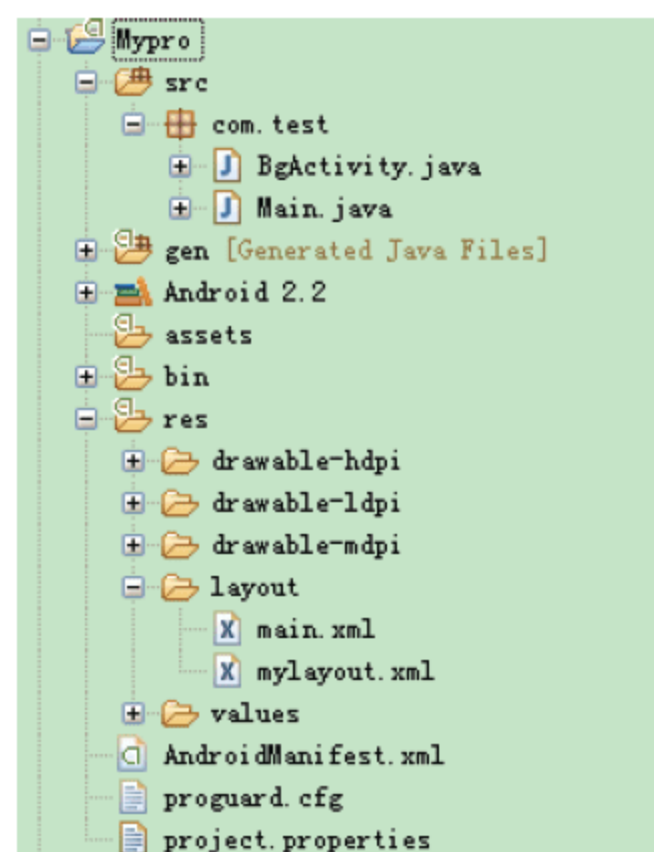 Mypro
src
com.test
BgActivity.java
Main.java
gen [Generated Java Files]
Android 2.2
assets
bin
res
drawable-hdpi
drawable-ldpi
drawable-mdpi
layout
main.xml
mylayout.xml
values
AndroidManifest.xml
proguard.cfg
project.properties